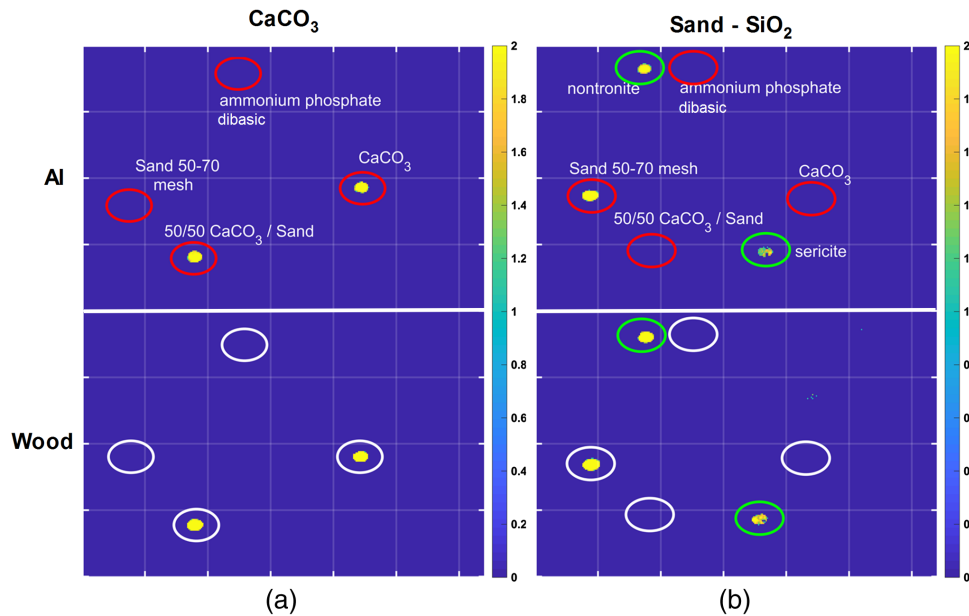 CaCO3
Sand - SiO2
ammonium phosphate
dibasic
Sand 50-70
mesh
CaCO3
50/50 CaCO3 / Sand
nontronite
ammonium phosphate
dibasic
Sand 50-70 mesh
CaCO3
50/50 CaCO3 / Sand
sericite
Al
Wood
2
1.8
1.6
1.4
1.2
1
0.8
0.6
0.4
0.2
0
2
1.
1.
1.
1.
1
0.
0.
0.
0.
0
(a)
(b)